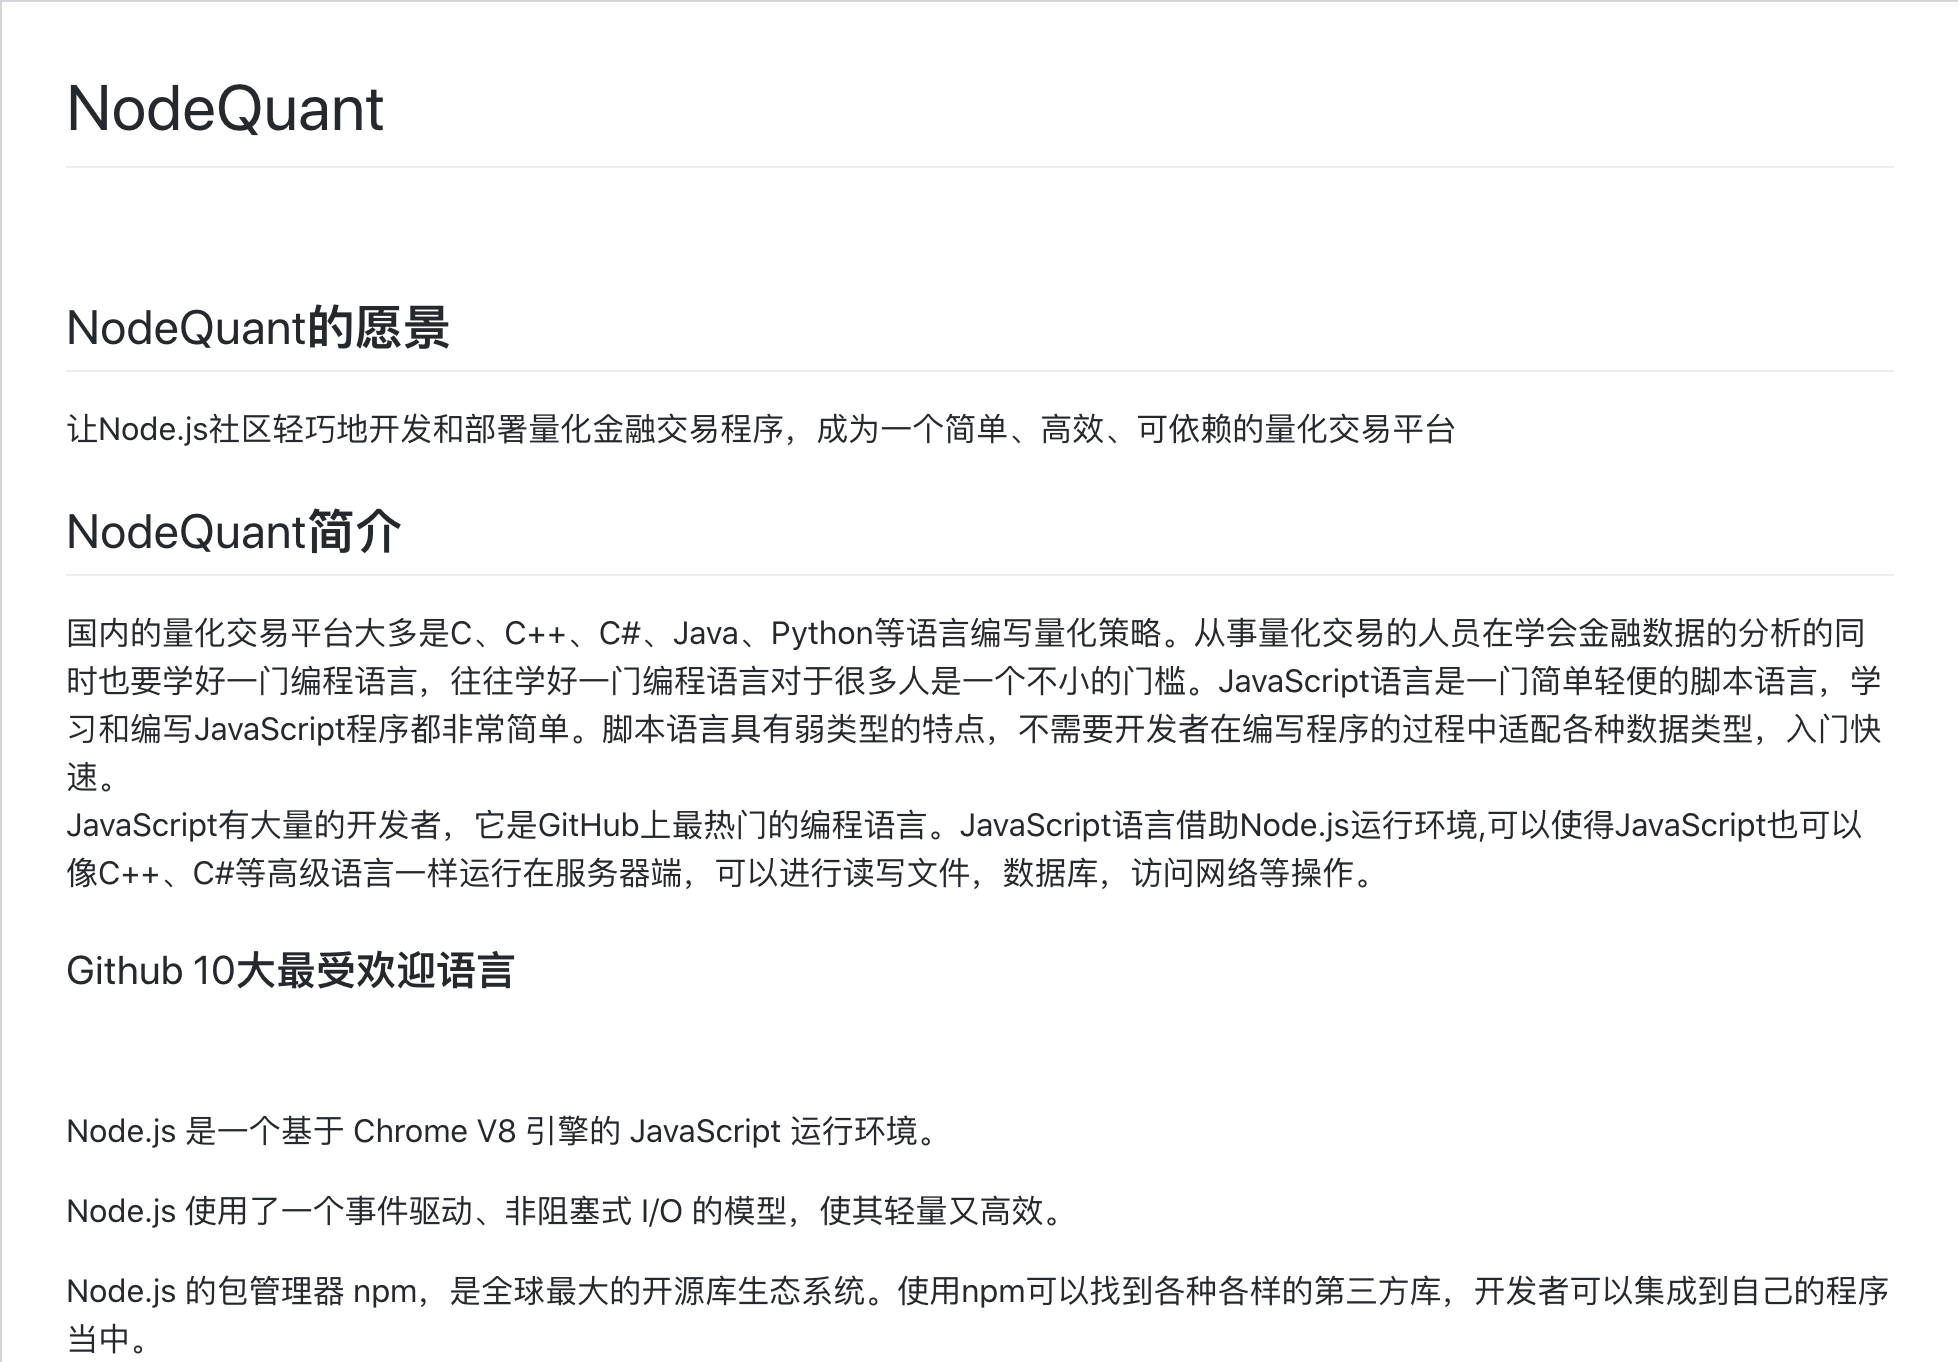 NodeQuant
NodeQuant的愿景
让Node.js社区轻巧地开发和部署量化金融交易程序，成为一个简单、高效、可依赖的量化交易平台
NodeQuant简介
国内的量化交易平台大多是C、C++、C#、Java、Python等语言编写量化策略。从事量化交易的人员在学会金融数据的分析的同
时也要学好一门编程语言，往往学好一门编程语言对于很多人是一个不小的门槛。JavaScript语言是一门简单轻便的脚本语言，学
习和编写JavaScript程序都非常简单。脚本语言具有弱类型的特点，不需要开发者在编写程序的过程中适配各种数据类型，入门快
速。
JavaScript有大量的开发者，它是GitHub上最热门的编程语言。JavaScript语言借助Node.js运行环境,可以使得JavaScript也可以
像C++、C#等高级语言一样运行在服务器端，可以进行读写文件，数据库，访问网络等操作。
Github 10大最受欢迎语言
Node.js 是一个基于 Chrome V8 引擎的 JavaScript 运行环境。
Node.js 使用了一个事件驱动、非阻塞式 I/O 的模型，使其轻量又高效。
Node.js 的包管理器 npm，是全球最大的开源库生态系统。使用npm可以找到各种各样的第三方库，开发者可以集成到自己的程序
当中。